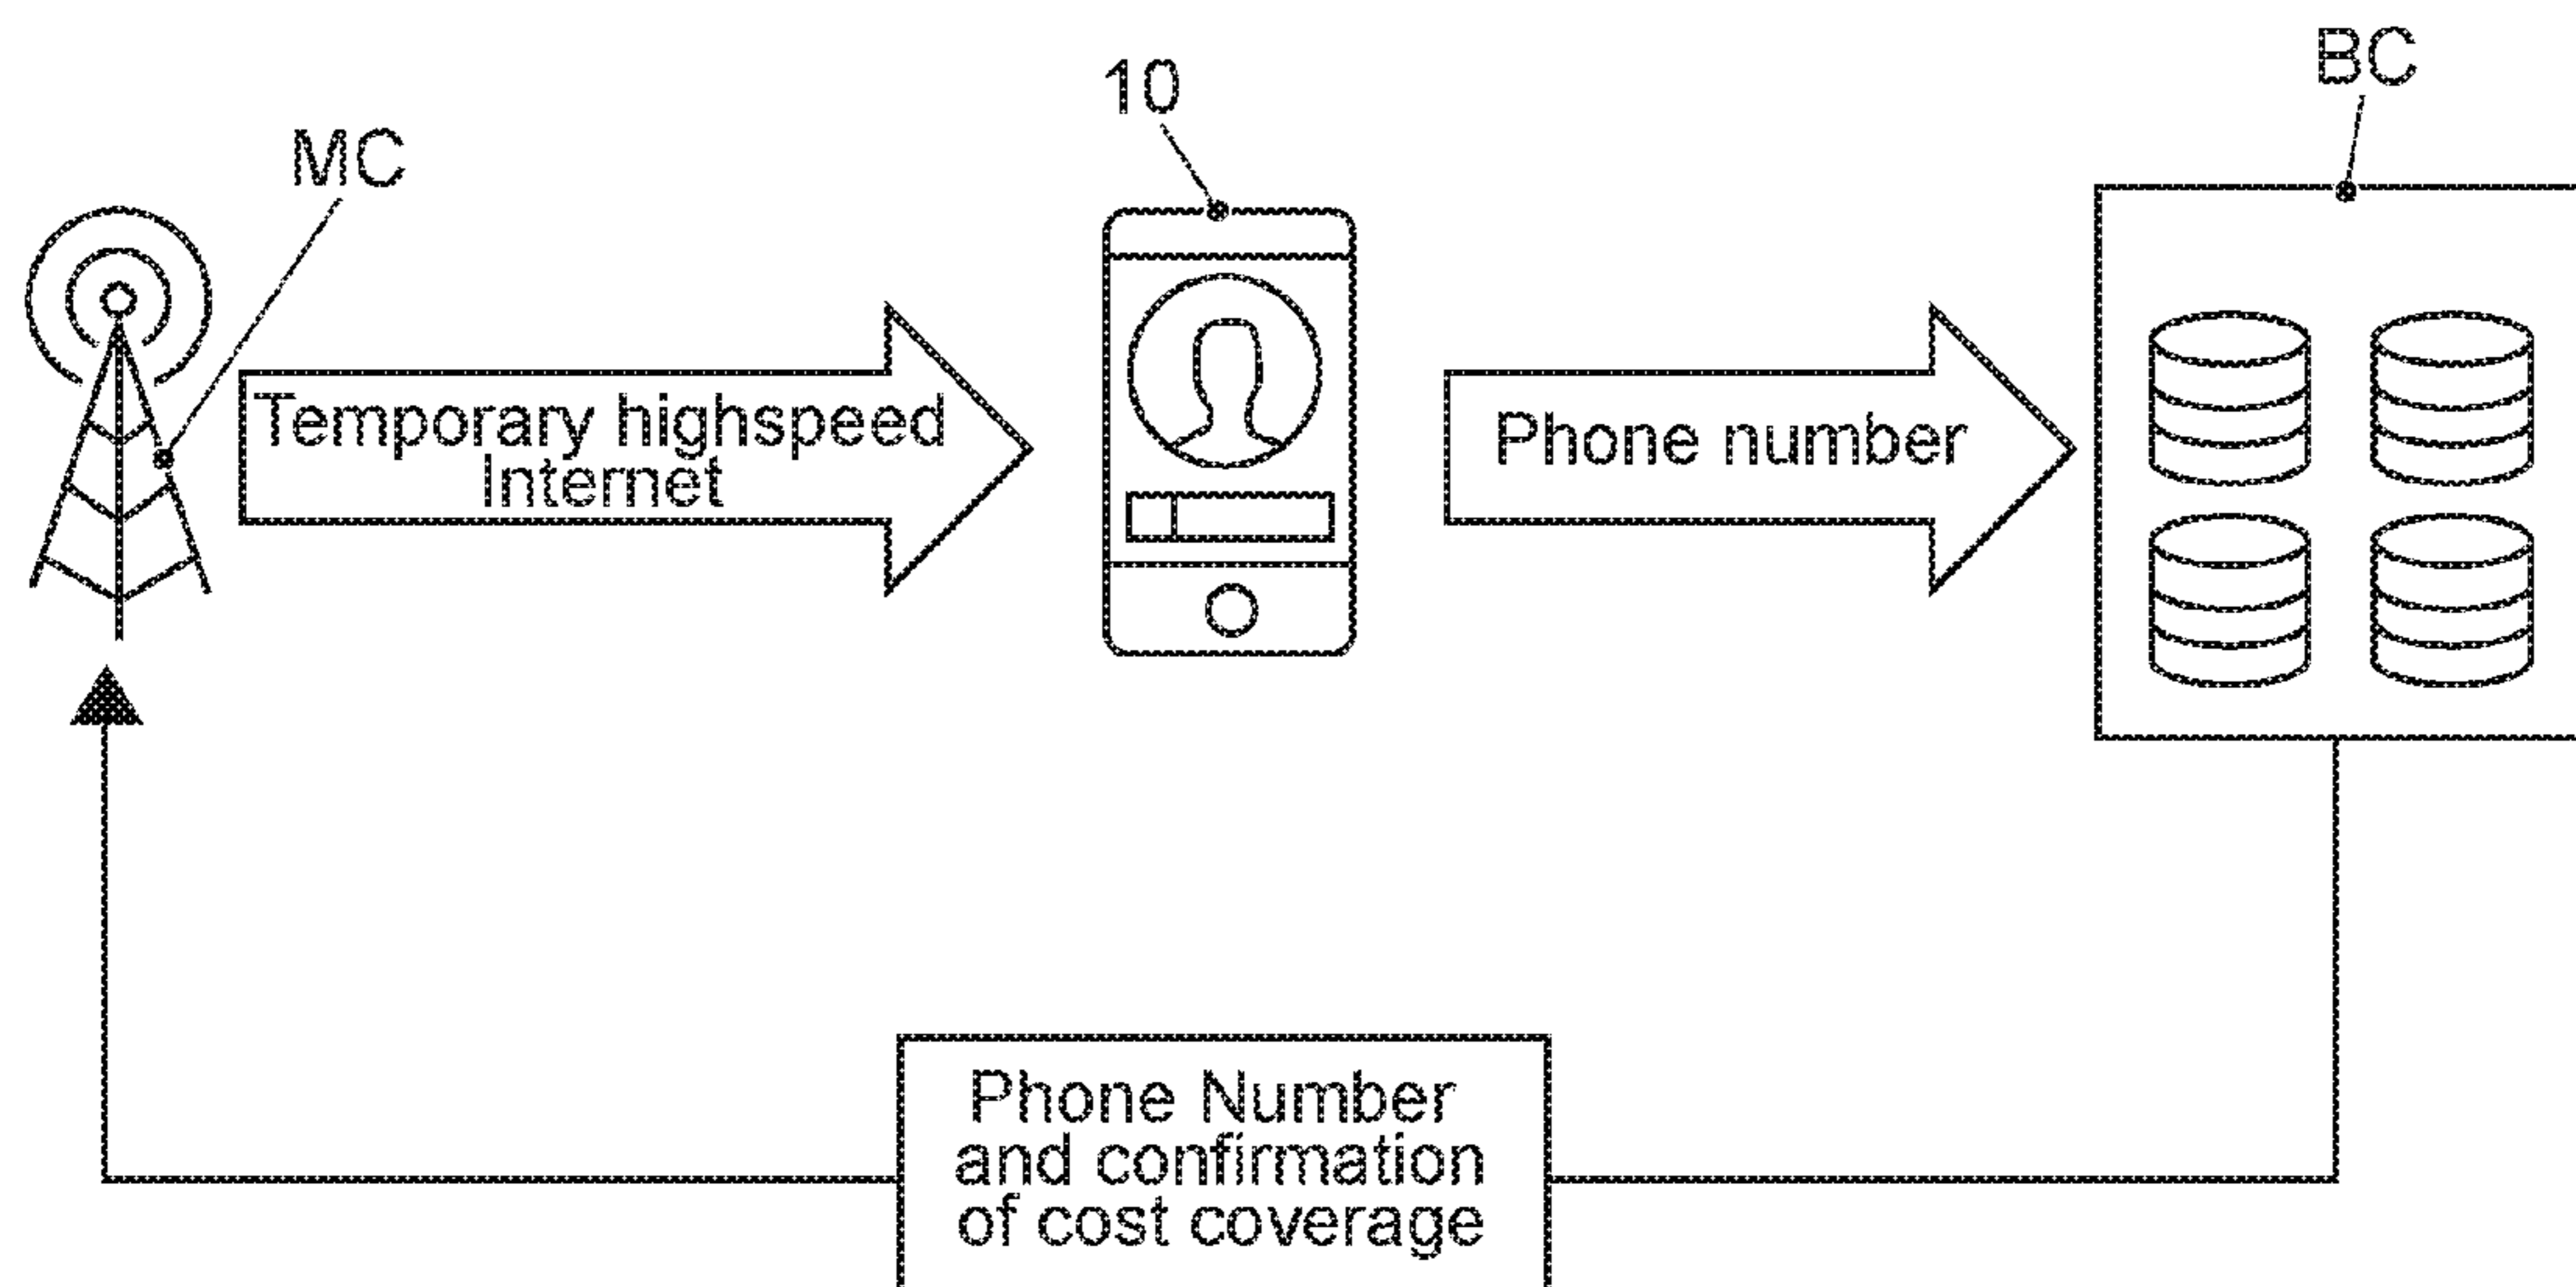 MC
10
BC
Temporary highspeed
Internet
Phone number
Phone Number
and confirmation
of cost coverage